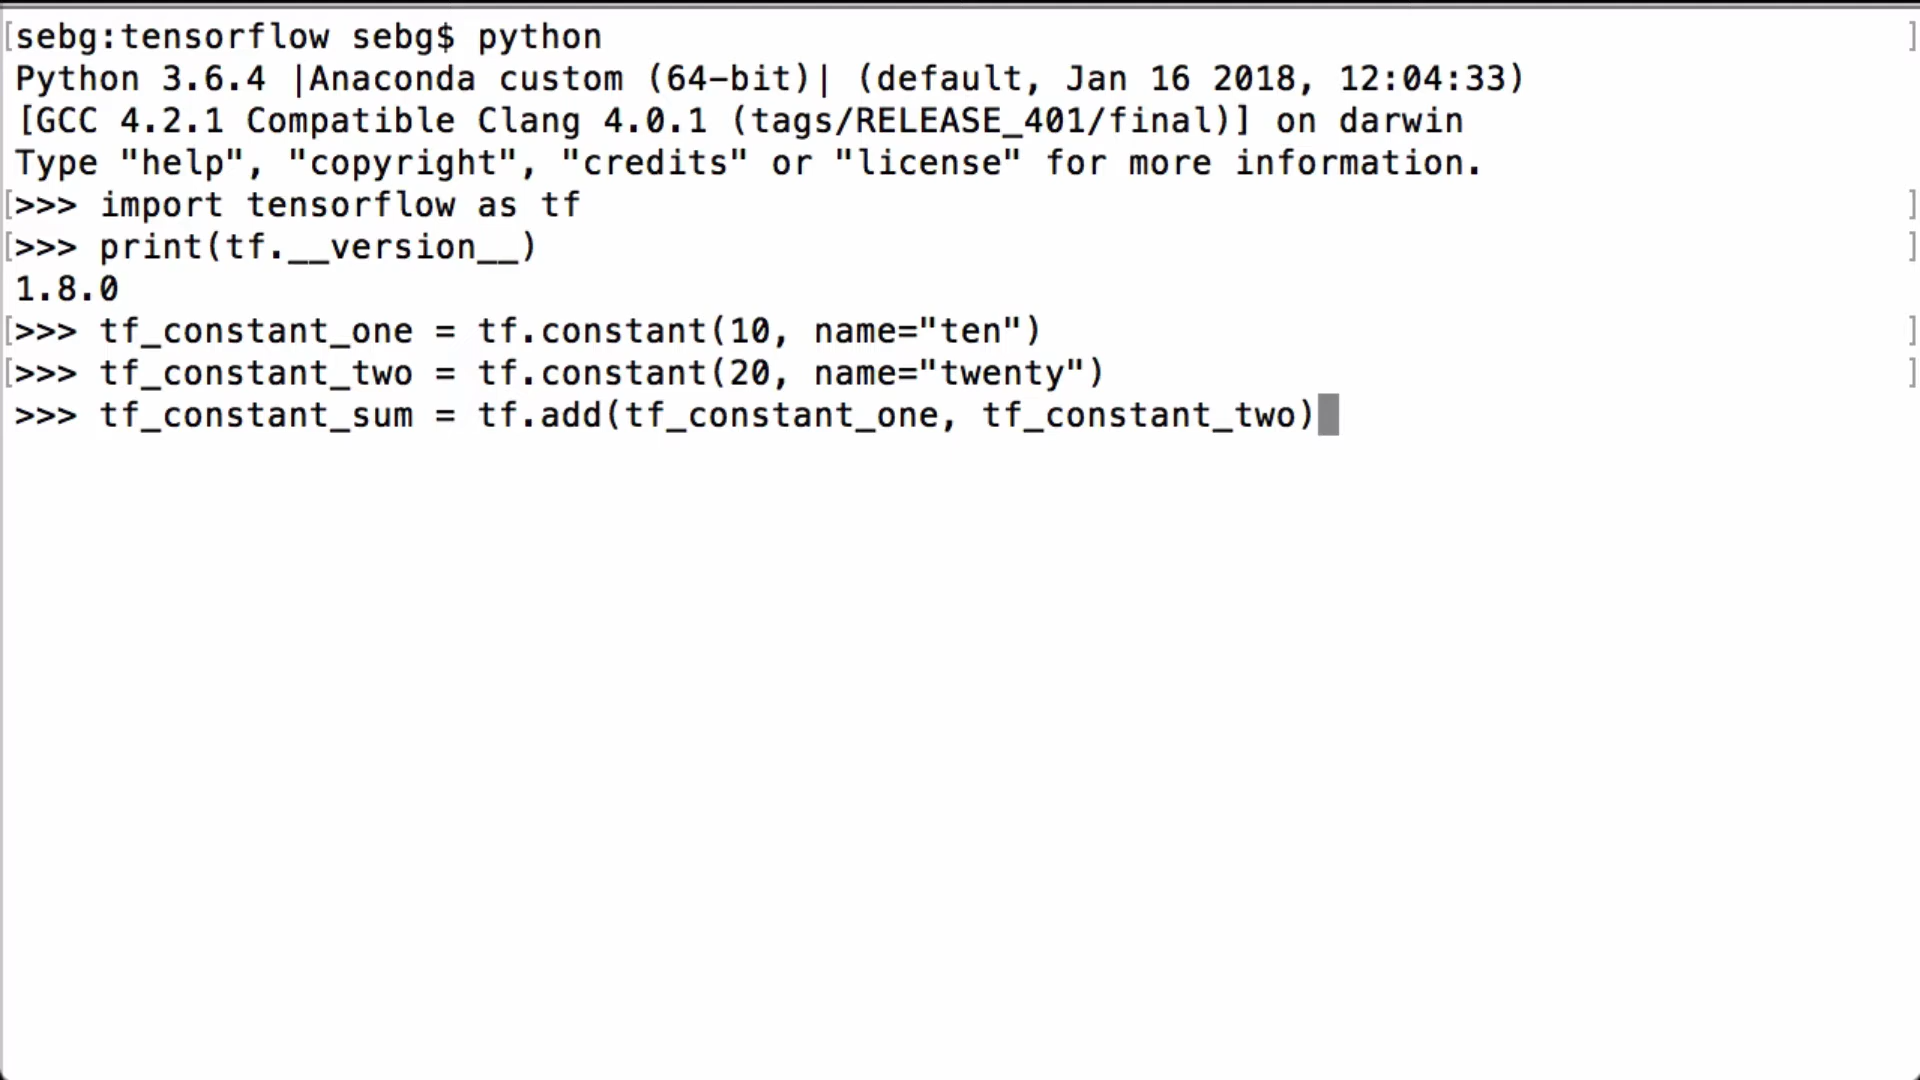 [sebg:tensorflow sebg$ python ]
Python 3.6.4 |Anaconda custom (64-bit)| (default, Jan 16 2018, 12:04:33)
[GCC 4.2.1 Compatible Clang 4.0.1 (tags/RELEASE_401/final)] on darwin
Type "help", "copyright", "credits" or "license" for more information.
[>>> import tensorflow as tf ]
[>>> print(tf.__version__) ]
1.8.0
[>>> tf_constant_one = tf.constant(10, name="ten") ]
[>>> tf_constant_two = tf.constant(20, name="twenty") ]
>>> tf_constant_sum = tf.add(tf_constant_one, tf_constant_two)